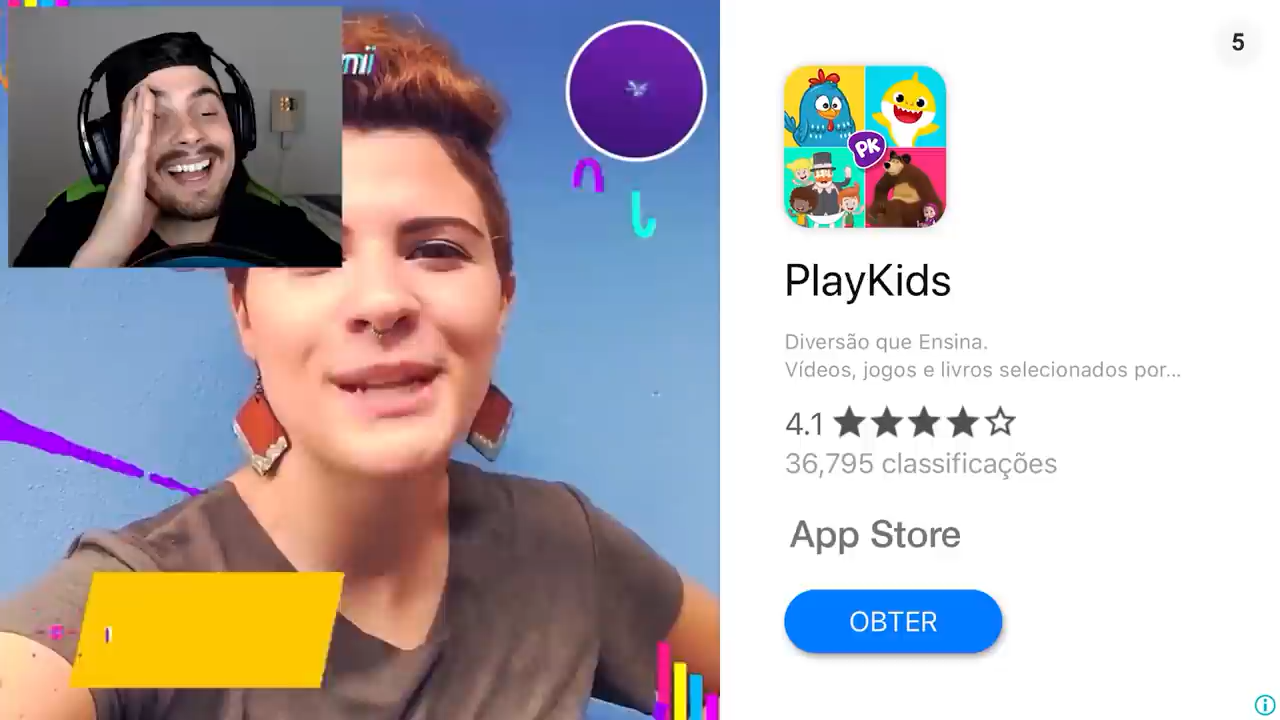 5
PK
PlayKids
Diversão que Ensina.
Vídeos, jogos e livros selecionados por...
4.1
36,795 classificações
App Store
OBTER